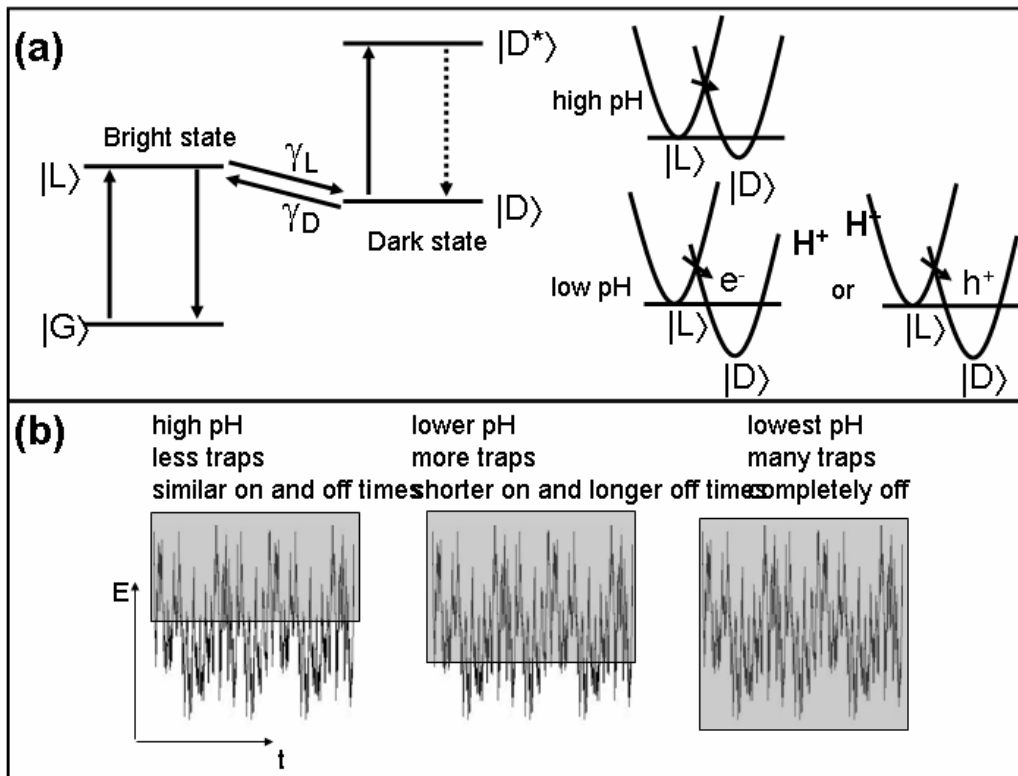 (a)
|D*⟩
high pH
Bright state
|L⟩
γL
|L⟩
|D⟩
γD
|D⟩
Dark state
H+
H+
low pH
e-
or
h+
|G⟩
|L⟩
|L⟩
|D⟩
|D⟩
(b)
high pH
less traps
similar on and off times
lower pH
more traps
shorter on and longer off times
lowest pH
many traps
completely off
E
t